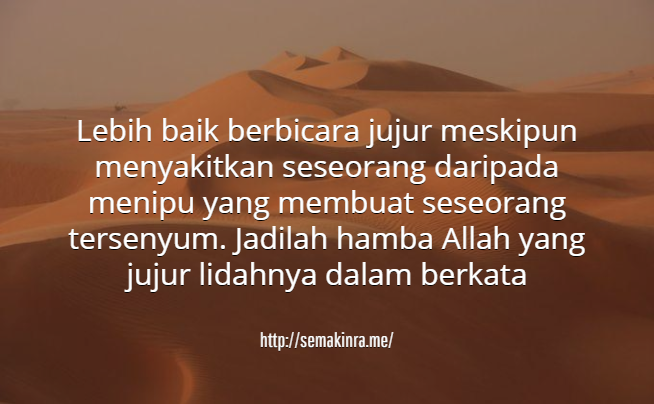 Lebih baik berbicara jujur meskipun
menyakitkan seseorang daripada
menipu yang membuat seseorang
tersenyum. Jadilah hamba Allah yang
jujur lidahnya dalam berkata
http://semakinra.me/